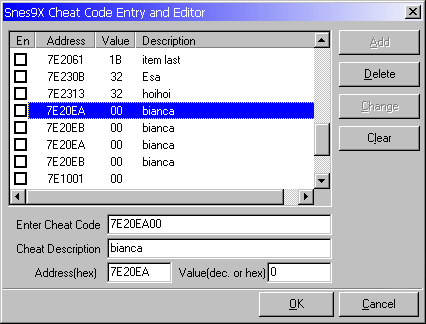 Snes9X Cheat Code Entry and Editor
En Address Value Description
7E2061 1B item last
7E230B 32 Esa
7E2313 32 hoihoi
7E20EA 00 bianca
7E20EB 00 bianca
7E20EA 00 bianca
7E20EB 00 bianca
7E1001 00
Add
Delete
Change
Clear
Enter Cheat Code 7E20EA00
Cheat Description bianca
Address(hex) 7E20EA Value(dec. or hex) 0
OK Cancel